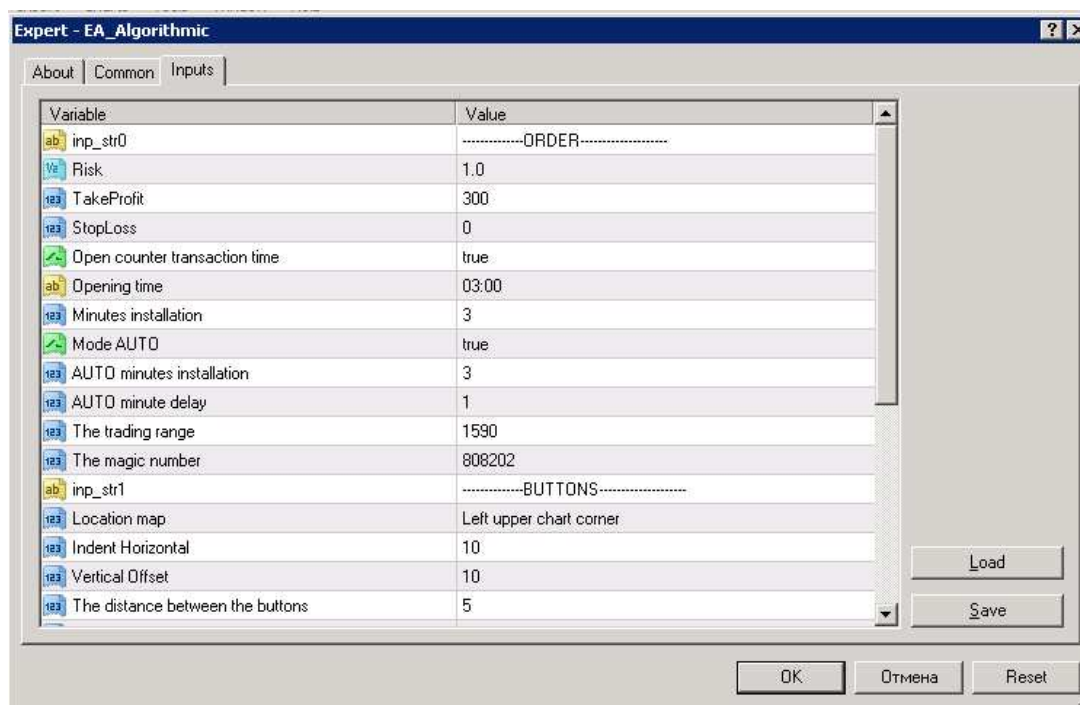 Expert - EA_Algorithmic
About Common Inputs
Variable Value
inp_str0 -------------ORDER-------------------
Risk 1.0
TakeProfit 300
StopLoss 0
Open counter transaction time true
Opening time 03:00
Minutes installation 3
Mode AUTO true
AUTO minutes installation 3
AUTO minute delay 1
The trading range 1590
The magic number 808202
inp_str1 -------------BUTTONS-------------------
Location map Left upper chart corner
Indent Horizontal 10
Vertical Offset 10
The distance between the buttons 5
Load
Save
OK Отмена Reset